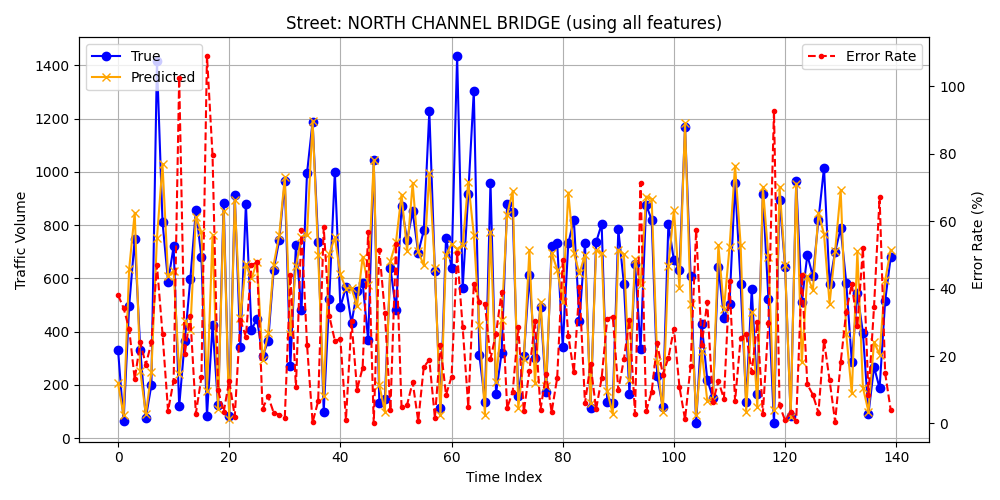 Street: NORTH CHANNEL BRIDGE (using all features)
True
Predicted
Error Rate
1400
1200
1000
800
600
400
200
0
Traffic Volume
100
80
60
40
20
0
Error Rate (%)
0 20 40 60 80 100 120 140
Time Index